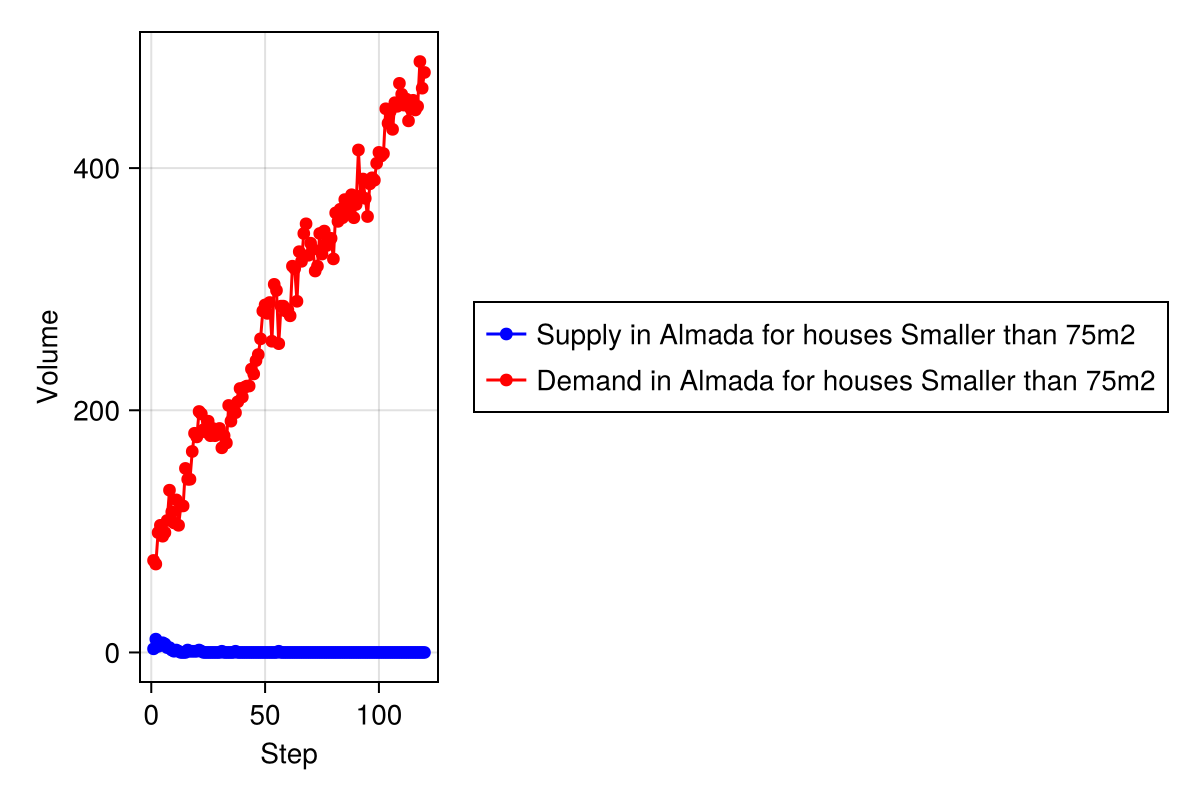 400
200
0
Volume
0 50 100
Step
Supply in Almada for houses Smaller than 75m2
Demand in Almada for houses Smaller than 75m2